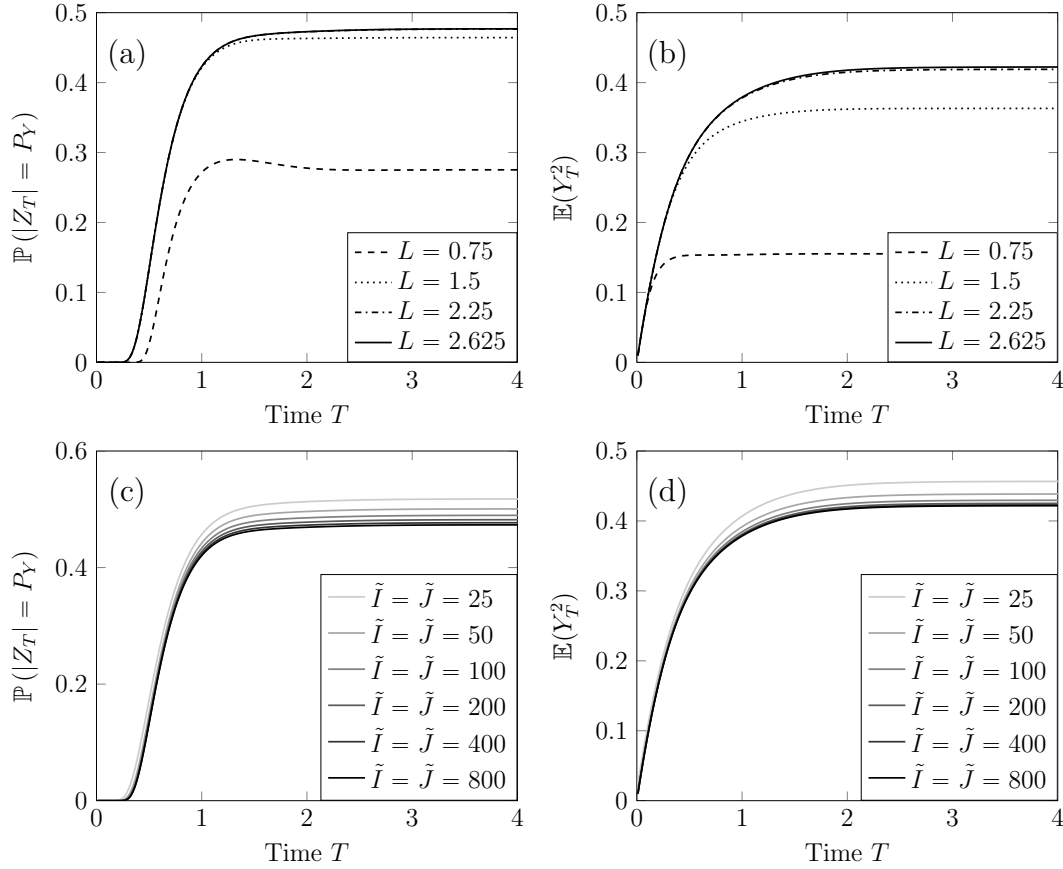 (a)
0.5
0.4
0.3
0.2
0.1
0
ℙ (|Z_T| = P_Y)
L = 0.75
L = 1.5
L = 2.25
L = 2.625
0 1 2 3 4
Time T
(b)
0.5
0.4
0.3
0.2
0.1
0
𝔼(Y_T^2)
L = 0.75
L = 1.5
L = 2.25
L = 2.625
0 1 2 3 4
Time T
(c)
0.6
0.4
0.2
0
ℙ (|Z_T| = P_Y)
Ĩ = J̃ = 25
Ĩ = J̃ = 50
Ĩ = J̃ = 100
Ĩ = J̃ = 200
Ĩ = J̃ = 400
Ĩ = J̃ = 800
0 1 2 3 4
Time T
(d)
0.5
0.4
0.3
0.2
0.1
0
𝔼(Y_T^2)
Ĩ = J̃ = 25
Ĩ = J̃ = 50
Ĩ = J̃ = 100
Ĩ = J̃ = 200
Ĩ = J̃ = 400
Ĩ = J̃ = 800
0 1 2 3 4
Time T